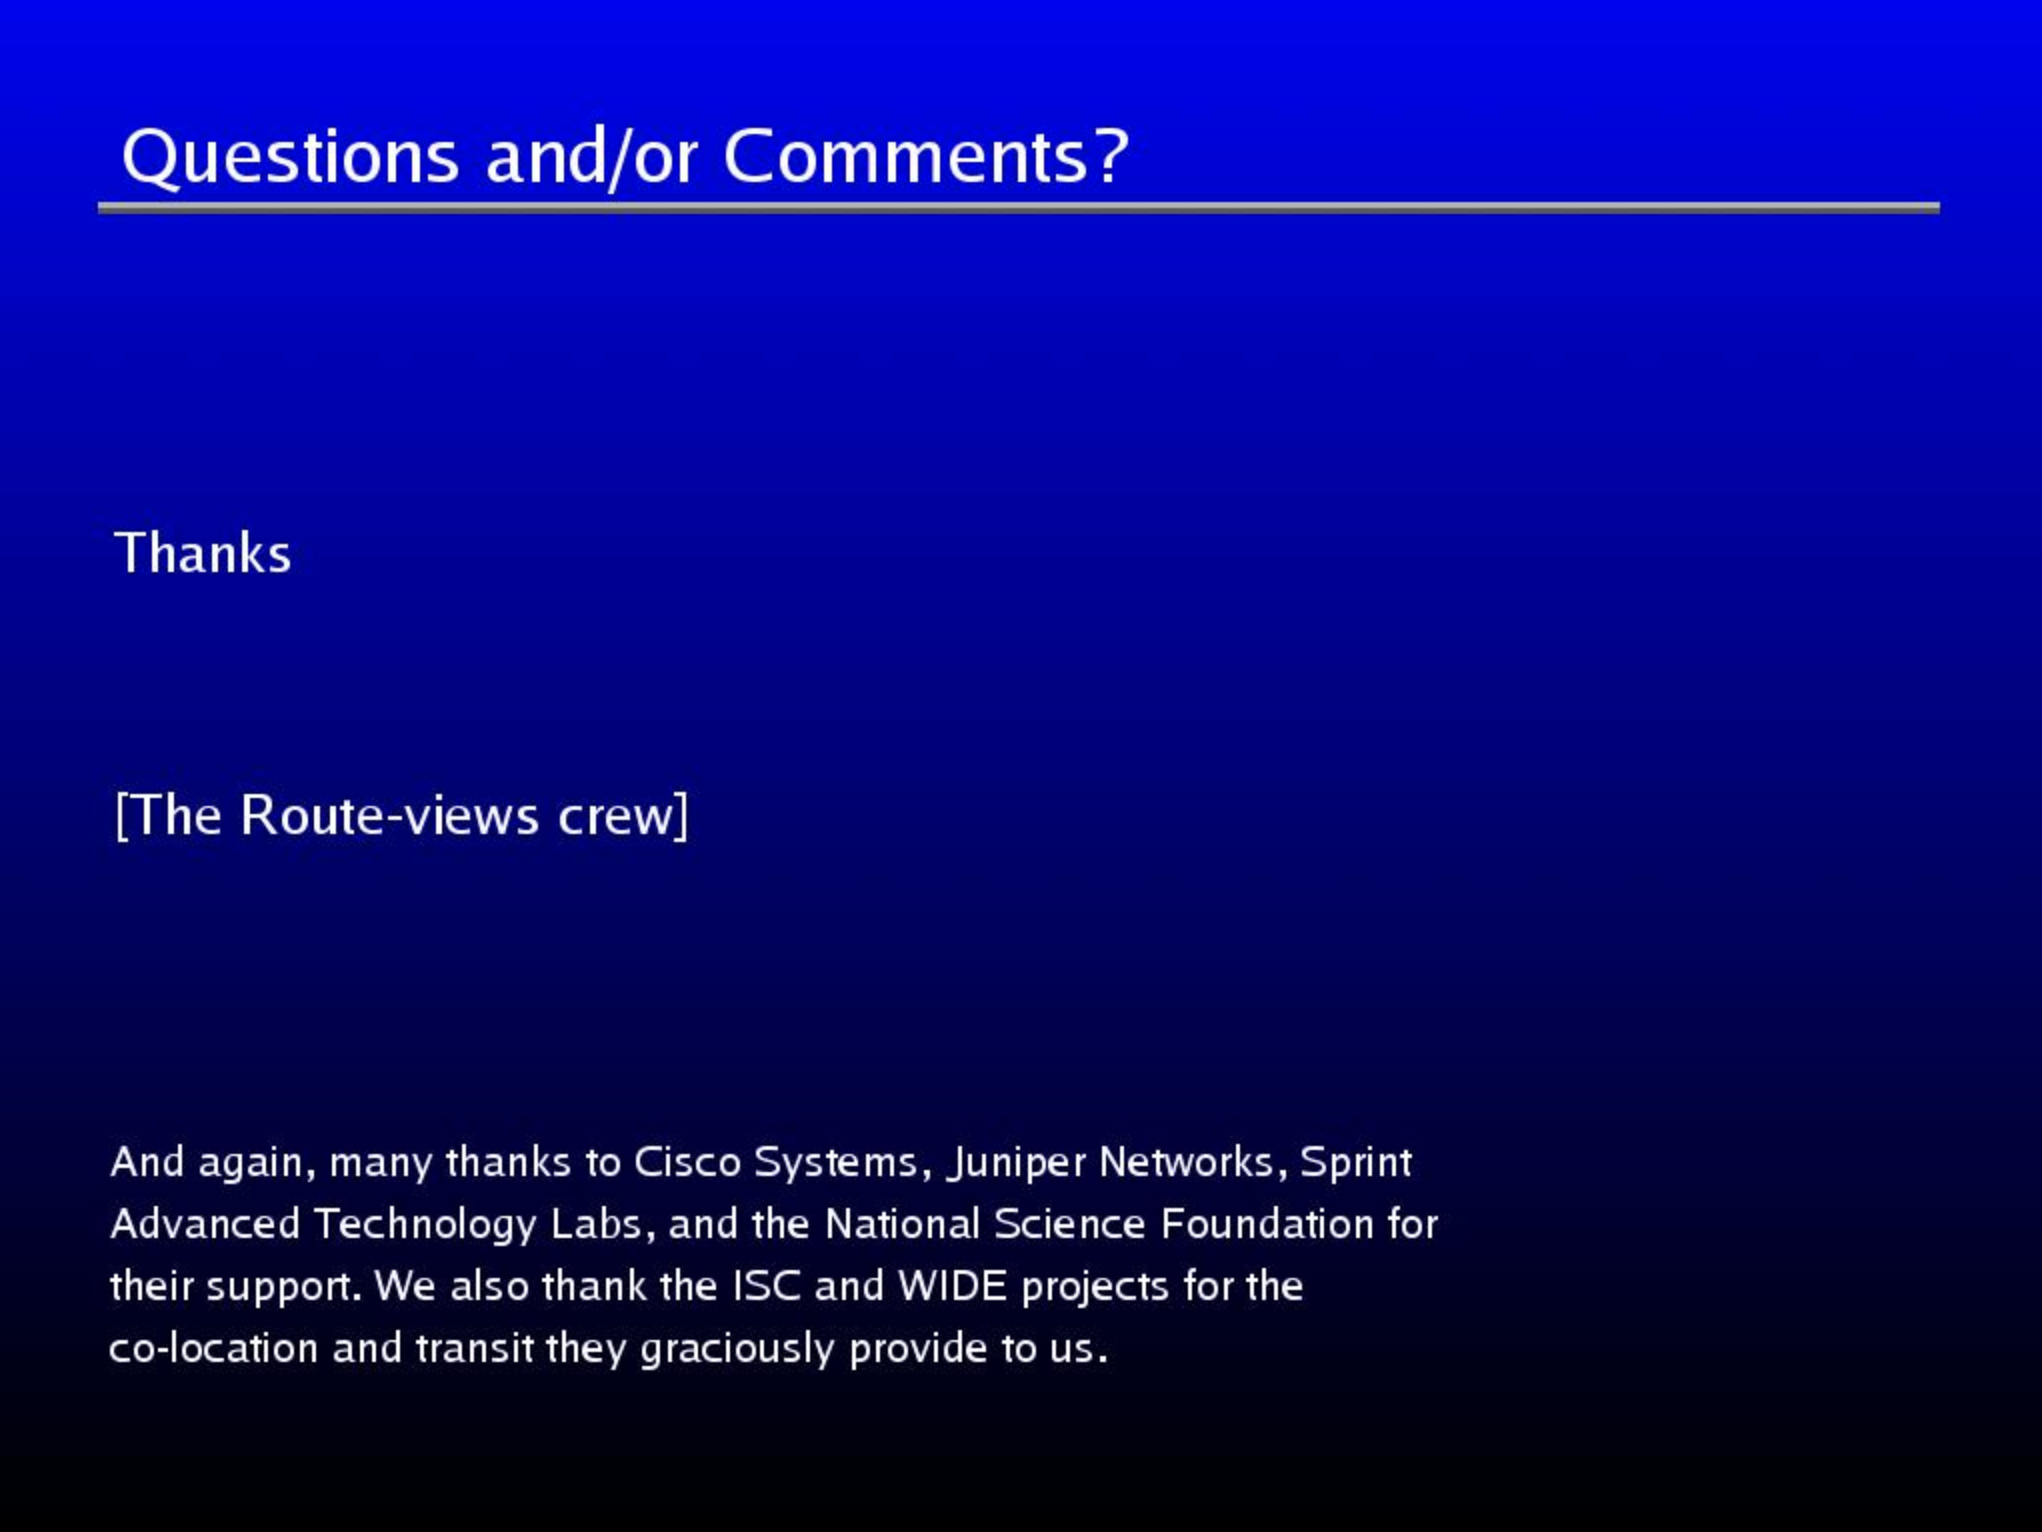 Questions and/or Comments?
Thanks
[The Route-views crew]
And again, many thanks to Cisco Systems, Juniper Networks, Sprint
Advanced Technology Labs, and the National Science Foundation for
their support. We also thank the ISC and WIDE projects for the
co-location and transit they graciously provide to us.